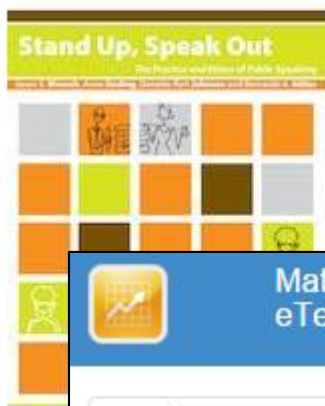 Stand Up, Speak Out
The Practice and Ethics of Public Speaking
Mat
eTe